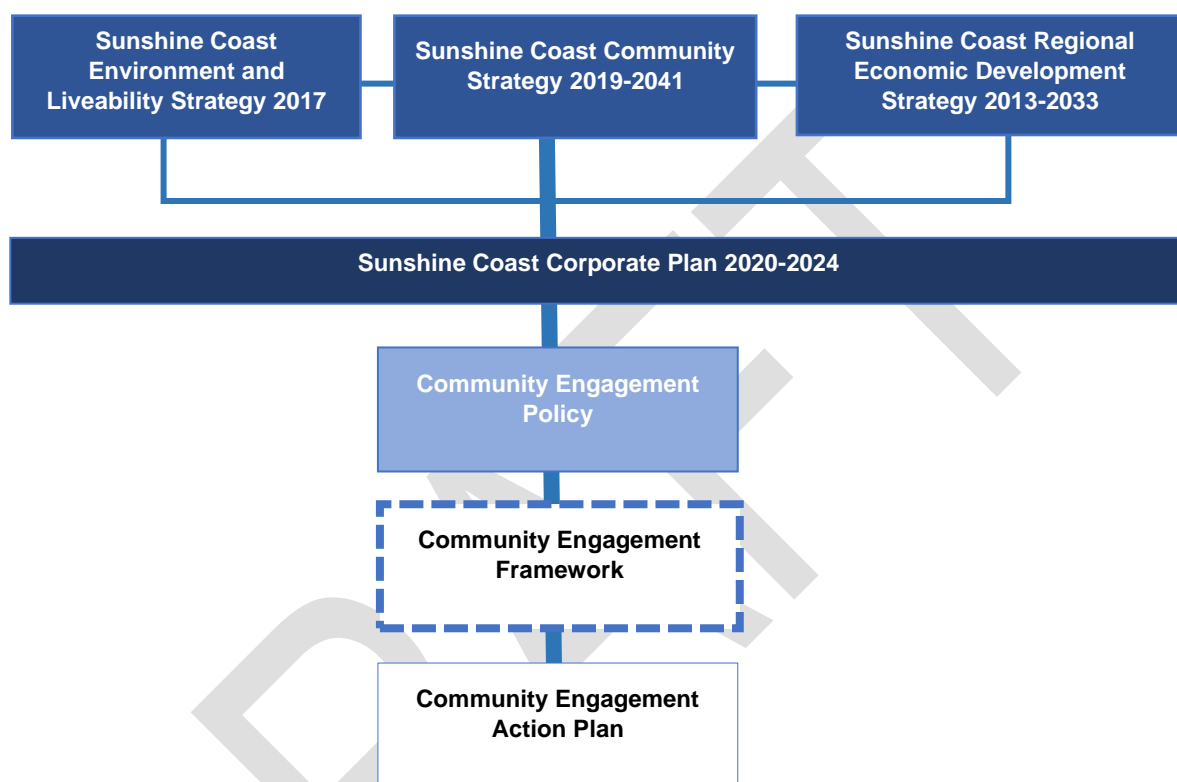 Sunshine Coast
Environment and
Liveability Strategy 2017
Sunshine Coast Community
Strategy 2019-2041
Sunshine Coast Regional
Economic Development
Strategy 2013-2033
Sunshine Coast Corporate Plan 2020-2024
Community Engagement
Policy
Community Engagement
Framework
Community Engagement
Action Plan
DRAFT